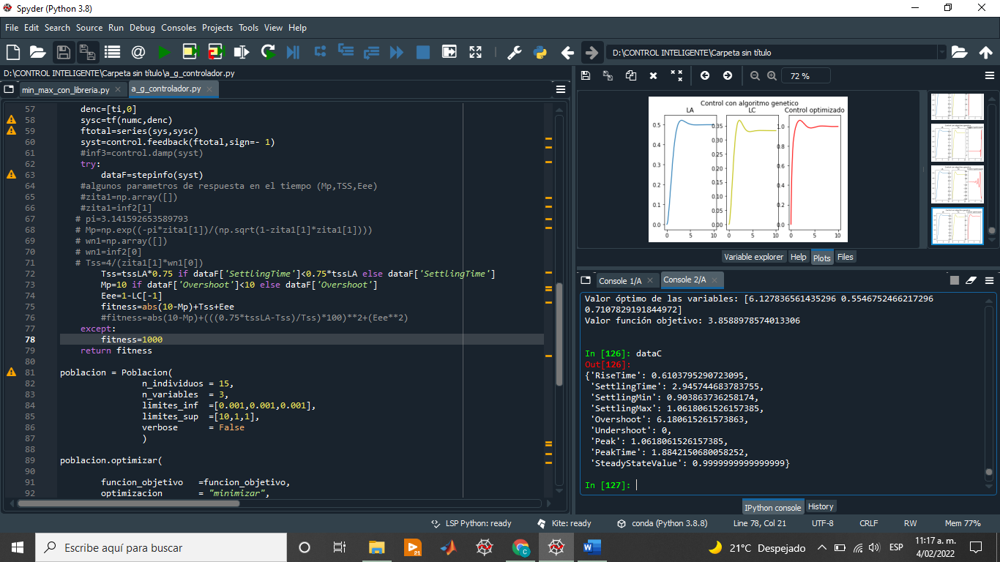 Spyder (Python 3.8)
File Edit Search Source Run Debug Consoles Projects Tools View Help
D:\CONTROL INTELIGENTE\Carpeta sin título
D:\CONTROL INTELIGENTE\Carpeta sin título\a_g_controlador.py
min_max_con_libreria.py
a_g_controlador.py
57 denc=[ti,0]
58 sysc=tf(numc,denc)
59 ftotal=series(sys,sysc)
60 syst=control.feedback(ftotal,sign=- 1)
61 #inf3=control.damp(syst)
62 try:
63 dataF=stepinfo(syst)
64 #algunos parametros de respuesta en el tiempo (Mp,TSS,Eee)
65 #zita1=np.array([])
66 #zita1=inf2[1]
67 # pi=3.141592653589793
68 # Mp=np.exp((-pi*zita1[1])/(np.sqrt(1-zita1[1]*zita1[1])))
69 # wn1=np.array([])
70 # wn1=inf2[0]
71 # Tss=4/(zita1[1]*wn1[0])
72 Tss=tssLA*0.75 if dataF['SettlingTime']<0.75*tssLA else dataF['SettlingTime']
73 Mp=10 if dataF['Overshoot']<10 else dataF['Overshoot']
74 Eee=1-LC[-1]
75 fitness=abs(10-Mp)+Tss+Eee
76 #fitness=abs(10-Mp)+(((0.75*tssLA-Tss)/Tss)*100)**2+(Eee**2)
77 except:
78 fitness=1000
79 return fitness
80
81 poblacion = Poblacion(
82 n_individuos = 15,
83 n_variables = 3,
84 limites_inf =[0.001,0.001,0.001],
85 limites_sup =[10,1,1],
86 verbose = False
87 )
88
89 poblacion.optimizar(
90
91 funcion_objetivo =funcion_objetivo,
92 optimizacion = "minimizar",
72 %
Control con algoritmo genetico
LA LC Control optimizado
0.5 0.4 0.3 0.2 0.1 0.0
0 5 10
0.35 0.30 0.25 0.20 0.15 0.10 0.05 0.00
0 5 10
1.0 0.8 0.6 0.4 0.2 0.0
0 5 10
Variable explorer Help Plots Files
Console 1/A Console 2/A
Valor óptimo de las variables: [6.127836561435296 0.5546752466217296
0.7107829191844972]
Valor función objetivo: 3.8588978574013306
In [126]: dataC
Out[126]:
{'RiseTime': 0.6103795290723095,
'SettlingTime': 2.945744683783755,
'SettlingMin': 0.903863736258174,
'SettlingMax': 1.0618061526157385,
'Overshoot': 6.180615261573863,
'Undershoot': 0,
'Peak': 1.0618061526157385,
'PeakTime': 1.8842150680058252,
'SteadyStateValue': 0.9999999999999999}
In [127]:
IPython console History
LSP Python: ready Kite: ready conda (Python 3.8.8) Line 78, Col 21 UTF-8 CRLF RW Mem 77%
Escribe aquí para buscar
21°C Despejado
ESP
11:17 a. m.
4/02/2022